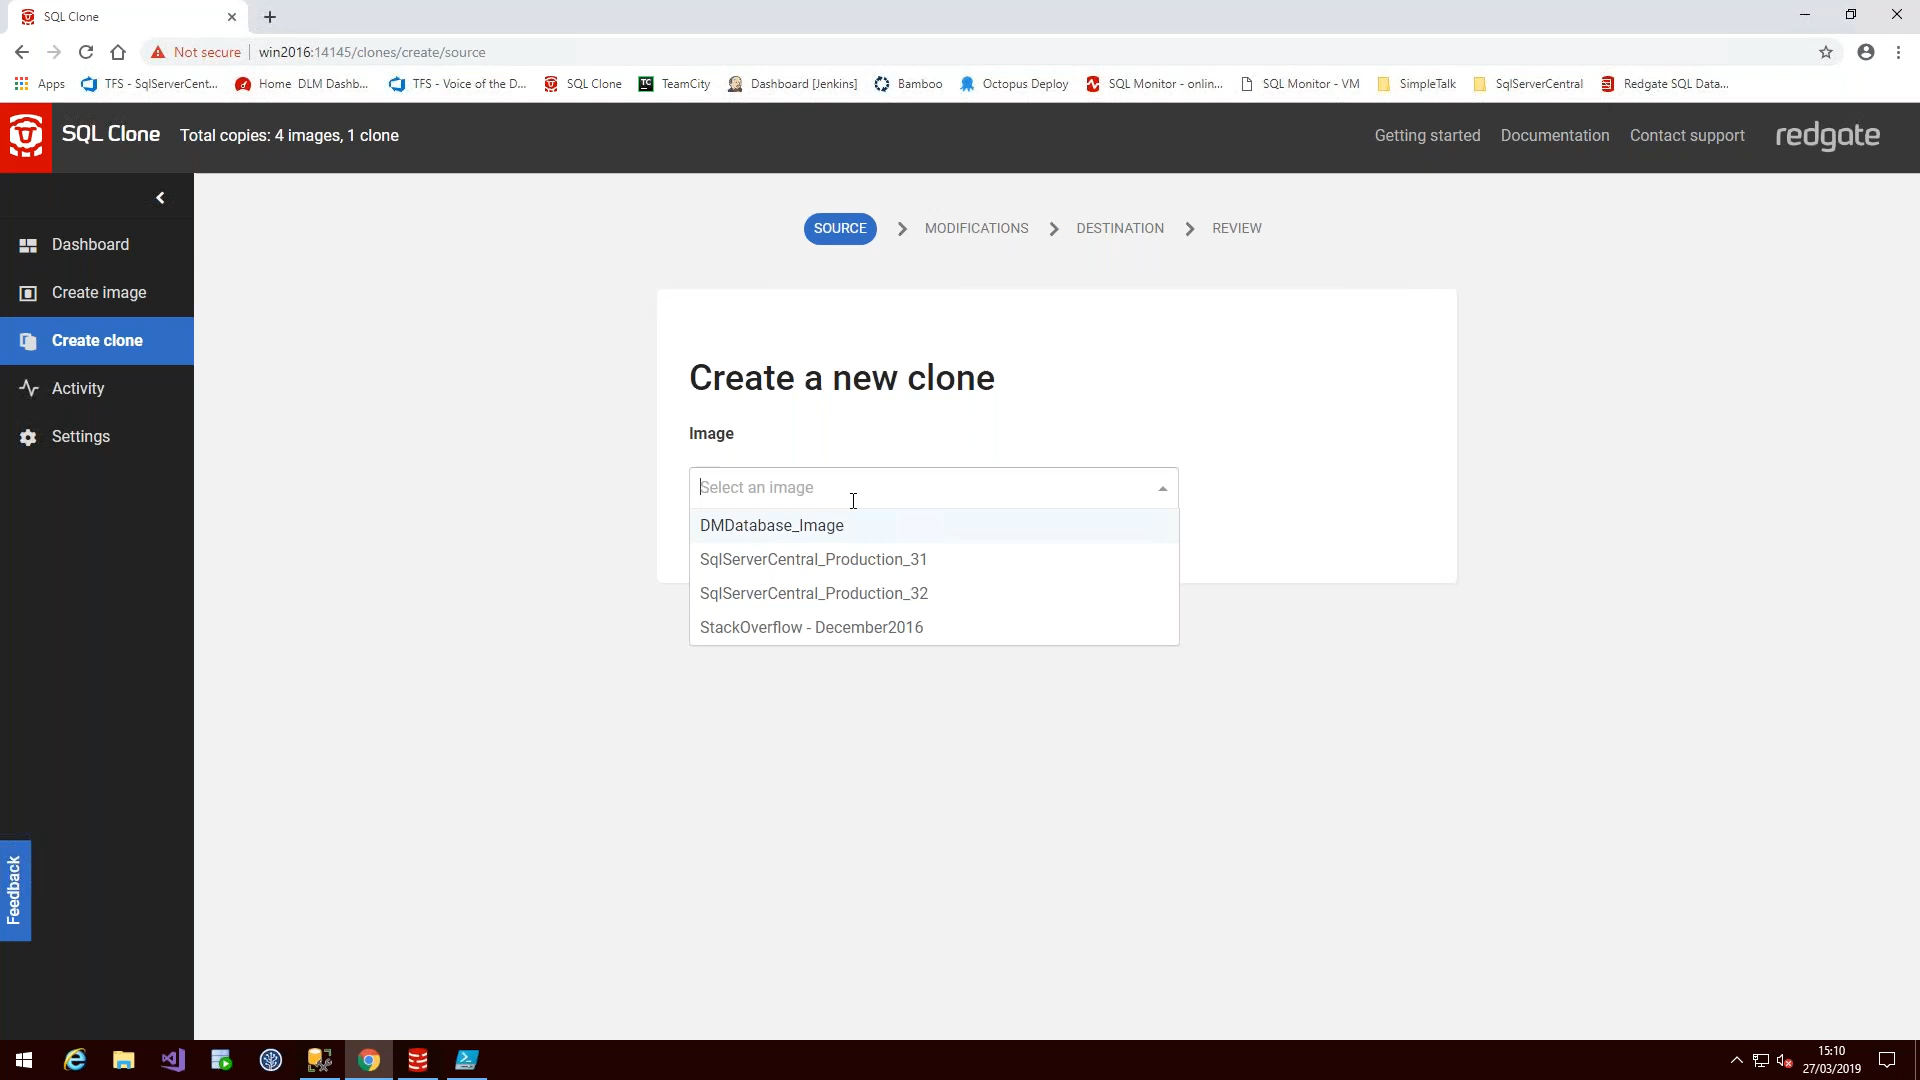 SQL Clone
Not secure
win2016:14145/clones/create/source
Apps
TFS - SqlServerCent...
Home DLM Dashb...
TFS - Voice of the D...
SQL Clone
TeamCity
Dashboard [Jenkins]
Bamboo
Octopus Deploy
SQL Monitor - onlin...
SQL Monitor - VM
SimpleTalk
SqlServerCentral
Redgate SQL Data...
SQL Clone
Total copies: 4 images, 1 clone
Getting started
Documentation
Contact support
redgate
Dashboard
Create image
Create clone
Activity
Settings
SOURCE
MODIFICATIONS
DESTINATION
REVIEW
Create a new clone
Image
Select an image
DMDatabase_Image
SqlServerCentral_Production_31
SqlServerCentral_Production_32
StackOverflow - December2016
Feedback
15:10
27/03/2019